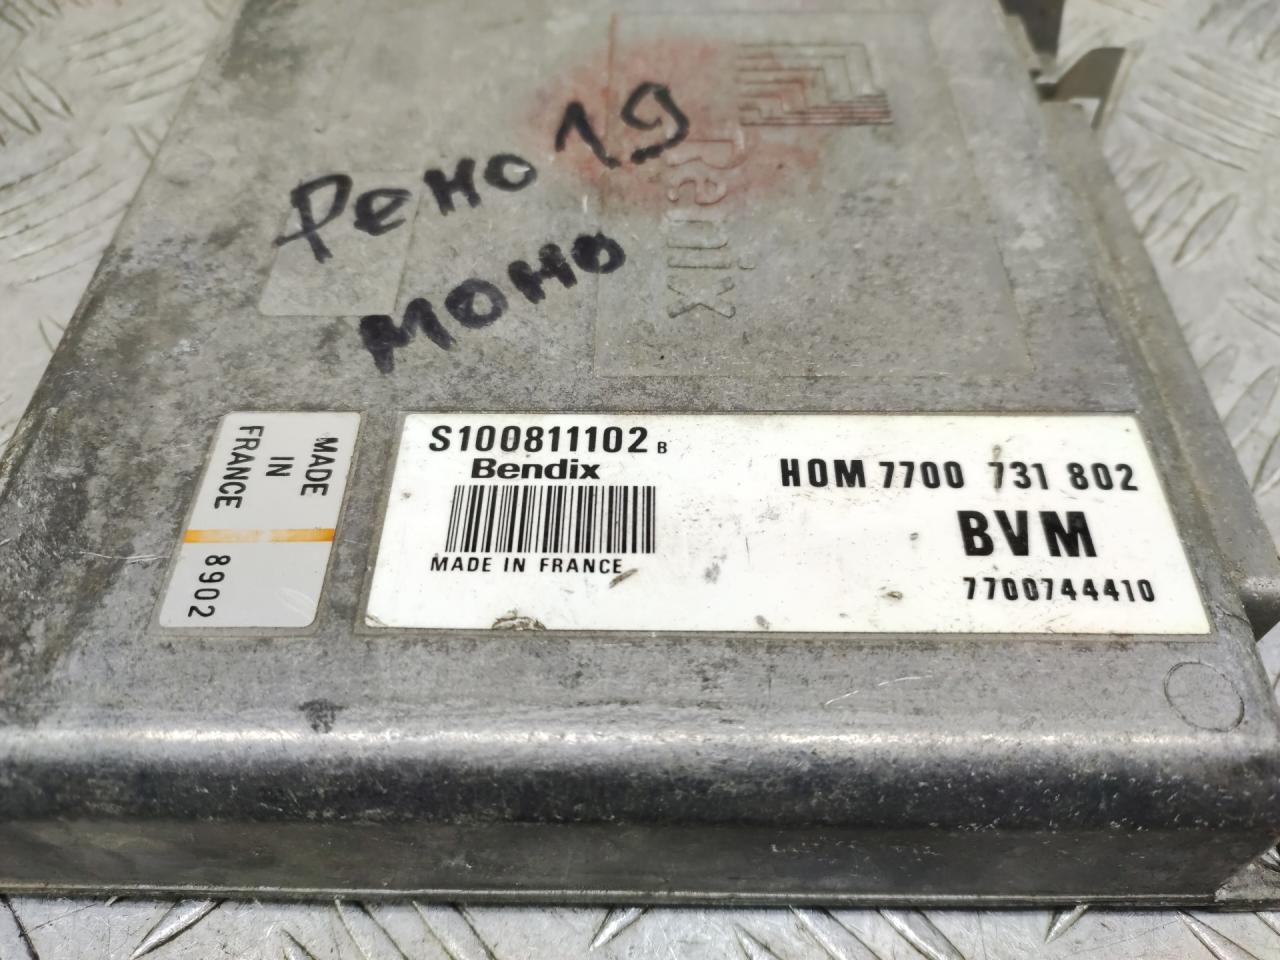 Рено 19
моно
Bendix
MADE
IN
FRANCE
8902
S100811102 B
Bendix
MADE IN FRANCE
HOM 7700 731 802
BVM
7700744410